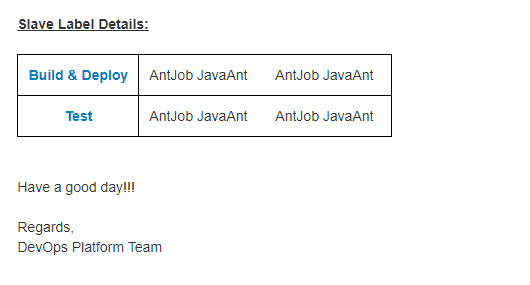 Slave Label Details:
Build & Deploy AntJob JavaAnt AntJob JavaAnt
Test AntJob JavaAnt AntJob JavaAnt
Have a good day!!!
Regards,
DevOps Platform Team